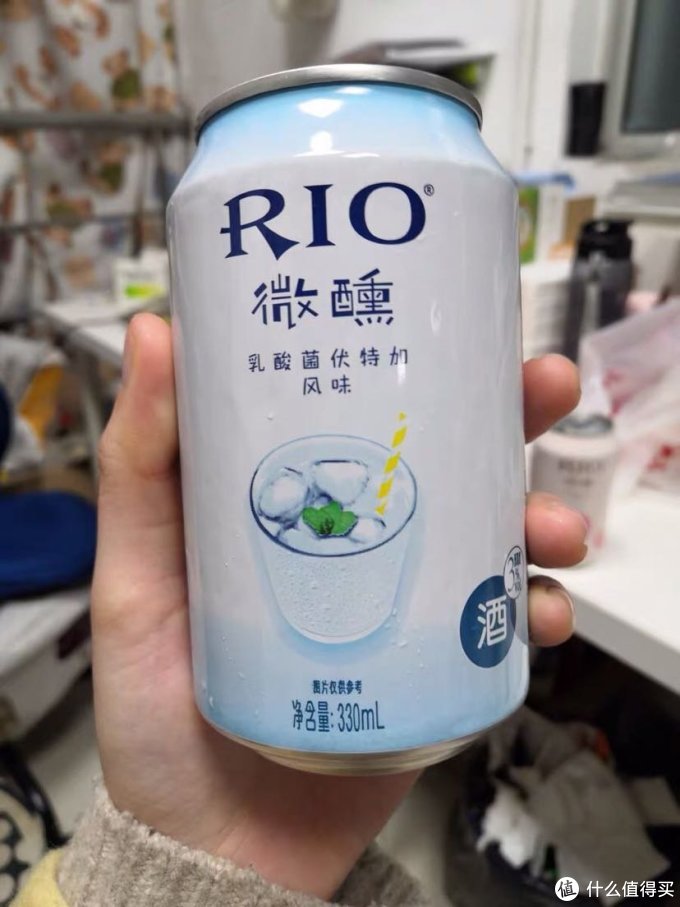 RIO®
微醺
乳酸菌伏特加
风味
酒
图片仅供参考
净含量: 330mL
值 什么值得买